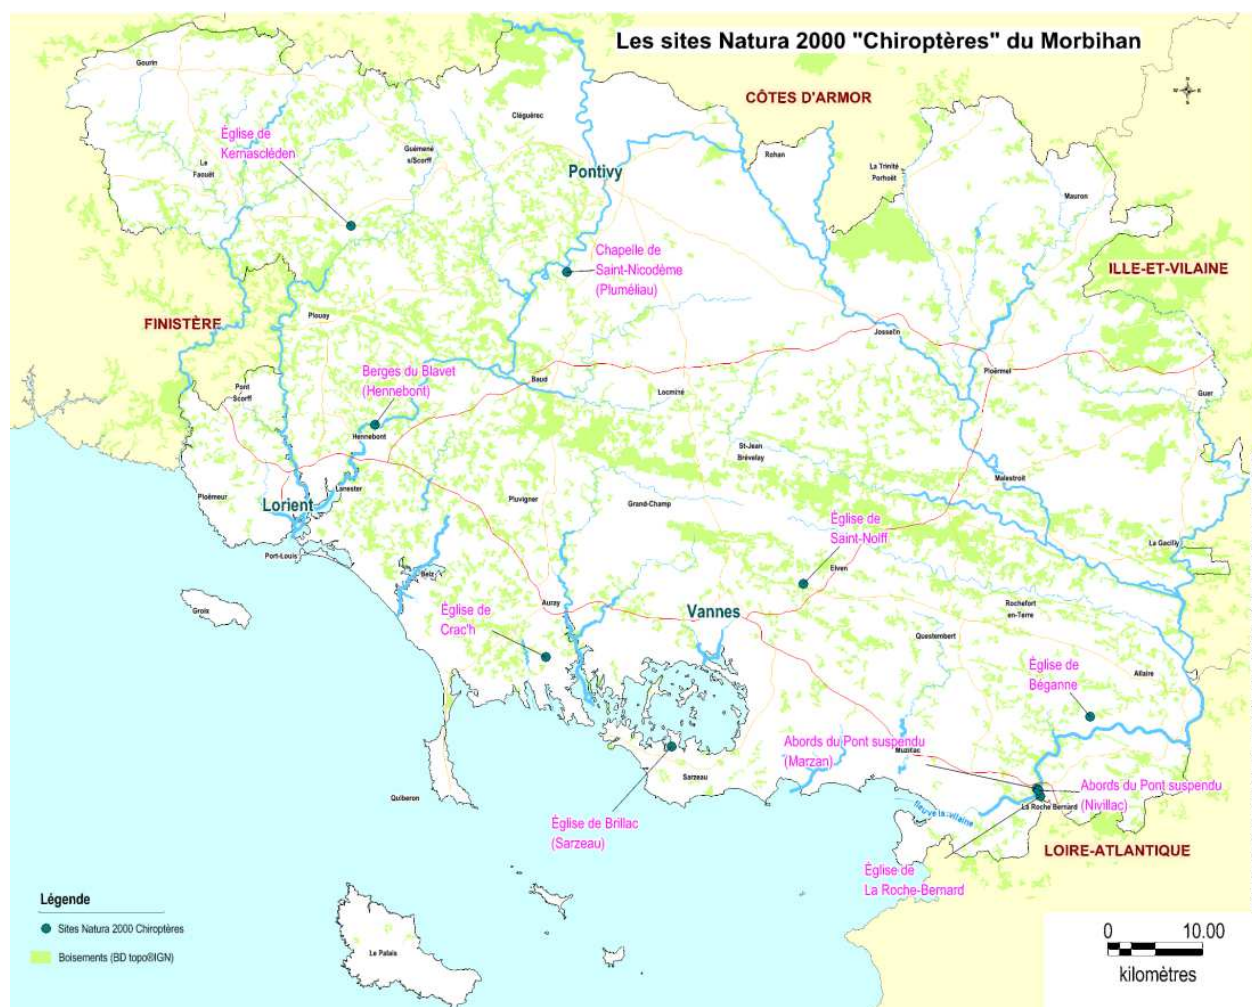 Les sites Natura 2000 "Chiroptères" du Morbihan
Gourin
CÔTES D'ARMOR
Cléguérec
Église de
Kernascléden
Guémené
s/Scorff
Rohan
Le
Faouët
Pontivy
La Trinité
Porhoët
Mauron
Chapelle de
Saint-Nicodème
(Pluméliau)
ILLE-ET-VILAINE
FINISTÈRE
Plouay
Josselin
Berges du Blavet
(Hennebont)
Ploërmel
Pont
Scorff
Baud
Locminé
Guer
Hennebont
St-Jean
Brévelay
Malestroit
Lanester
Ploëmeur
Lorient
Pluvigner
Grand-Champ
Église de
Saint-Nolff
La Gacilly
Port-Louis
Elven
Belz
Groix
Église de
Crac'h
Auray
Vannes
Rochefort
en-Terre
Questembert
Église de
Béganne
Allaire
Abords du Pont suspendu
(Marzan)
Muzillac
Sarzeau
Abords du Pont suspendu
(Nivillac)
Quiberon
La Roche Bernard
fleuve la vilaine
Église de Brillac
(Sarzeau)
LOIRE-ATLANTIQUE
Église de
La Roche-Bernard
Légende
Sites Natura 2000 Chiroptères
Le Palais
Boisements (BD topo®IGN)
0 10.00
kilomètres